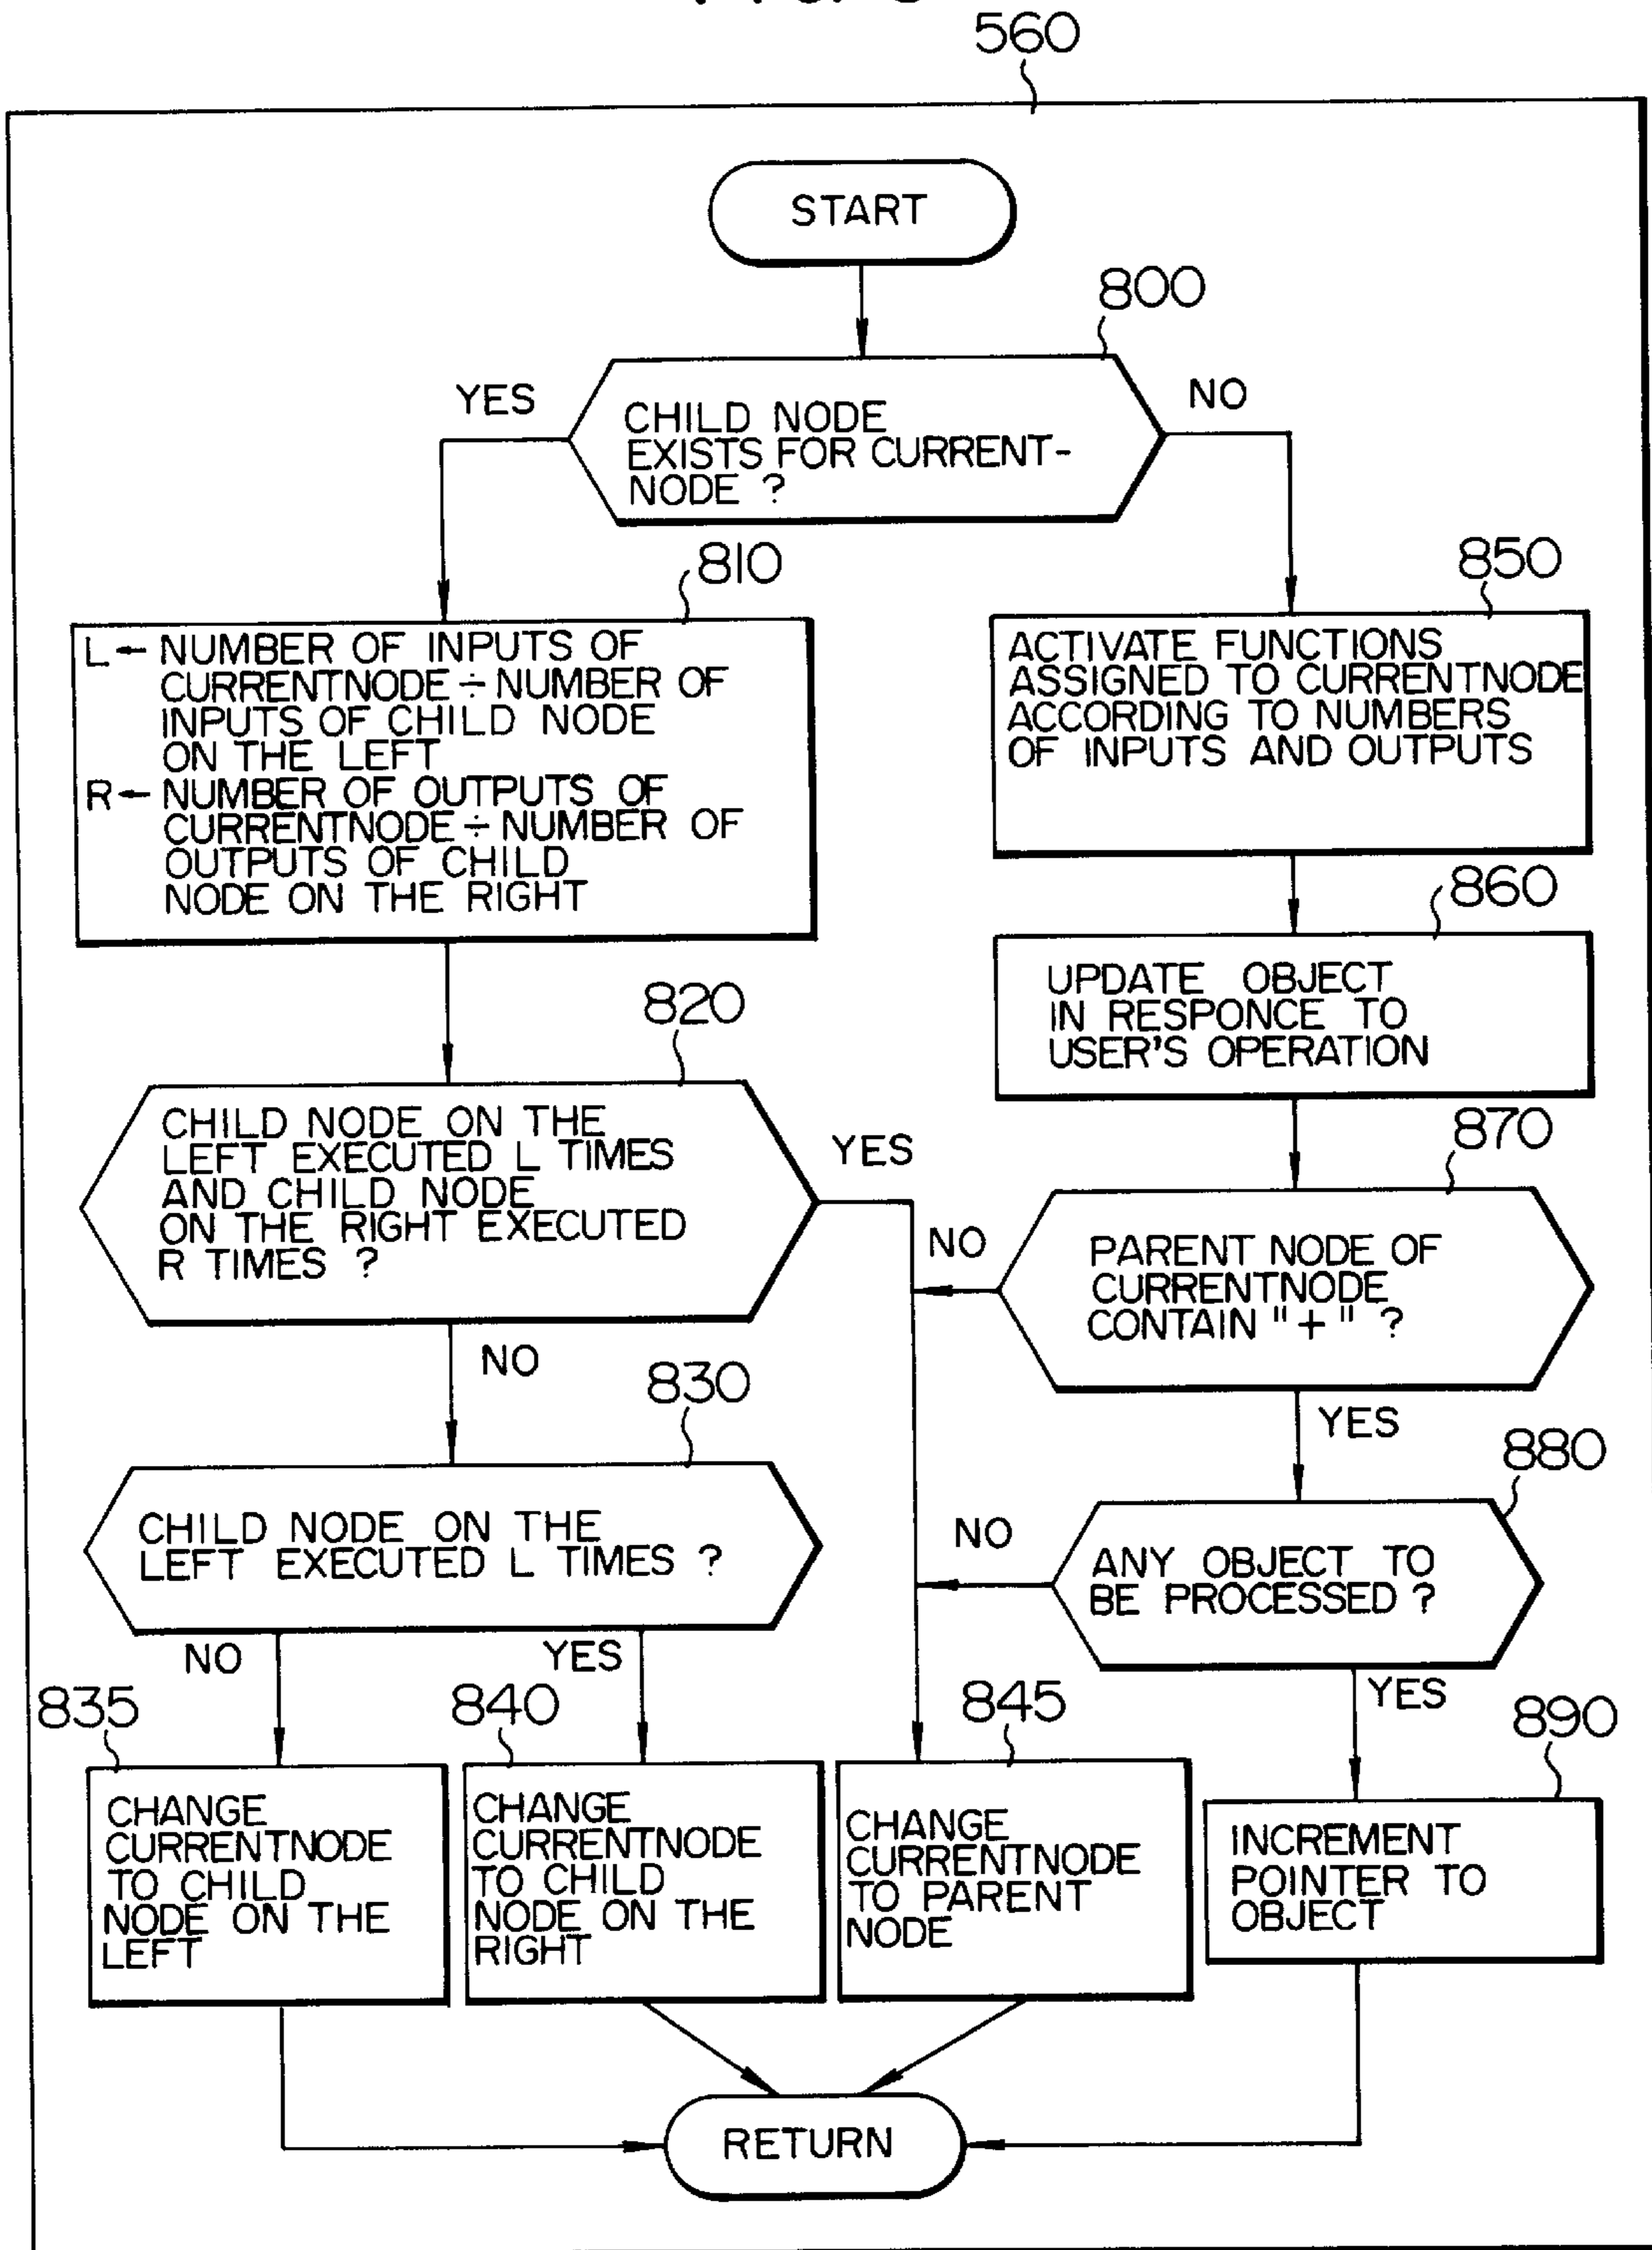 560
START
800
YES
NO
CHILD NODE
EXISTS FOR CURRENT-
NODE ?
810
L ← NUMBER OF INPUTS OF
CURRENTNODE ÷ NUMBER OF
INPUTS OF CHILD NODE
ON THE LEFT
R ← NUMBER OF OUTPUTS OF
CURRENTNODE ÷ NUMBER OF
OUTPUTS OF CHILD
NODE ON THE RIGHT
850
ACTIVATE FUNCTIONS
ASSIGNED TO CURRENTNODE
ACCORDING TO NUMBERS
OF INPUTS AND OUTPUTS
860
UPDATE OBJECT
IN RESPONCE TO
USER'S OPERATION
820
CHILD NODE ON THE
LEFT EXECUTED L TIMES
AND CHILD NODE
ON THE RIGHT EXECUTED
R TIMES ?
YES
NO
870
NO
PARENT NODE OF
CURRENTNODE
CONTAIN "+" ?
YES
830
CHILD NODE ON THE
LEFT EXECUTED L TIMES ?
NO
YES
880
NO
ANY OBJECT TO
BE PROCESSED ?
YES
835
CHANGE
CURRENTNODE
TO CHILD
NODE ON THE
LEFT
840
CHANGE
CURRENTNODE
TO CHILD
NODE ON THE
RIGHT
845
CHANGE
CURRENTNODE
TO PARENT
NODE
890
INCREMENT
POINTER TO
OBJECT
RETURN